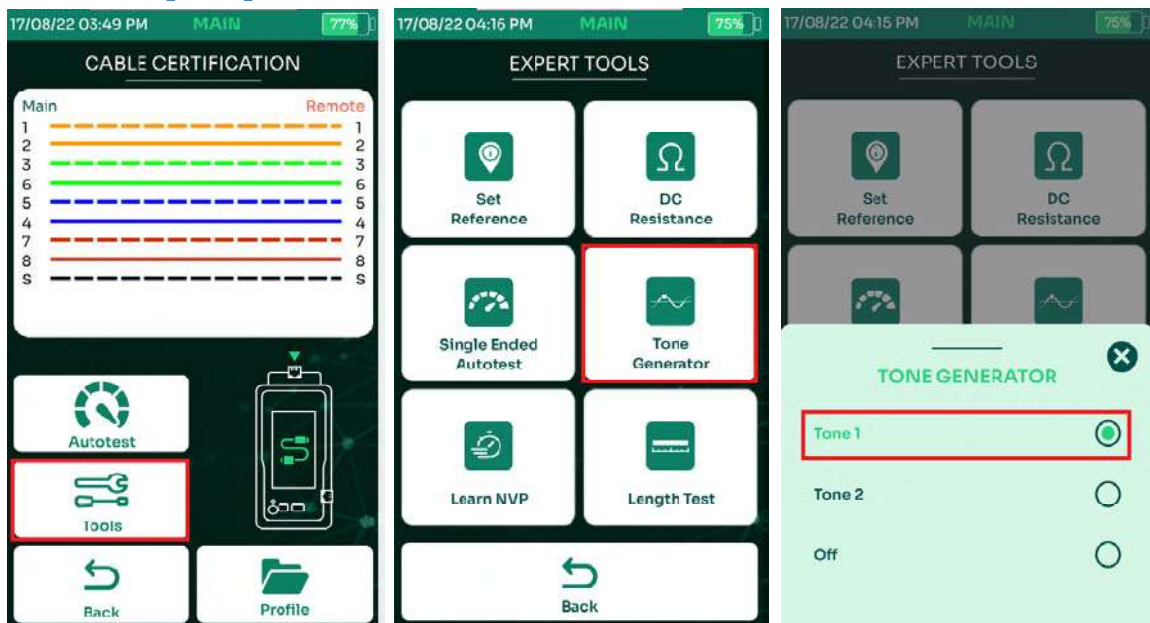 17/08/22 03:49 PM MAIN 77%
CABLE CERTIFICATION
Main Remote
1 1
2 2
3 3
6 6
5 5
4 4
7 7
8 8
S S
Autotest
Tools
Back Profile
17/08/22 04:16 PM MAIN 75%
EXPERT TOOLS
Set
Reference
DC
Resistance
Single Ended
Autotest
Tone
Generator
Learn NVP Length Test
Back
17/08/22 04:15 PM MAIN 75%
EXPERT TOOLS
Set
Reference
DC
Resistance
TONE GENERATOR
Tone 1
Tone 2
Off